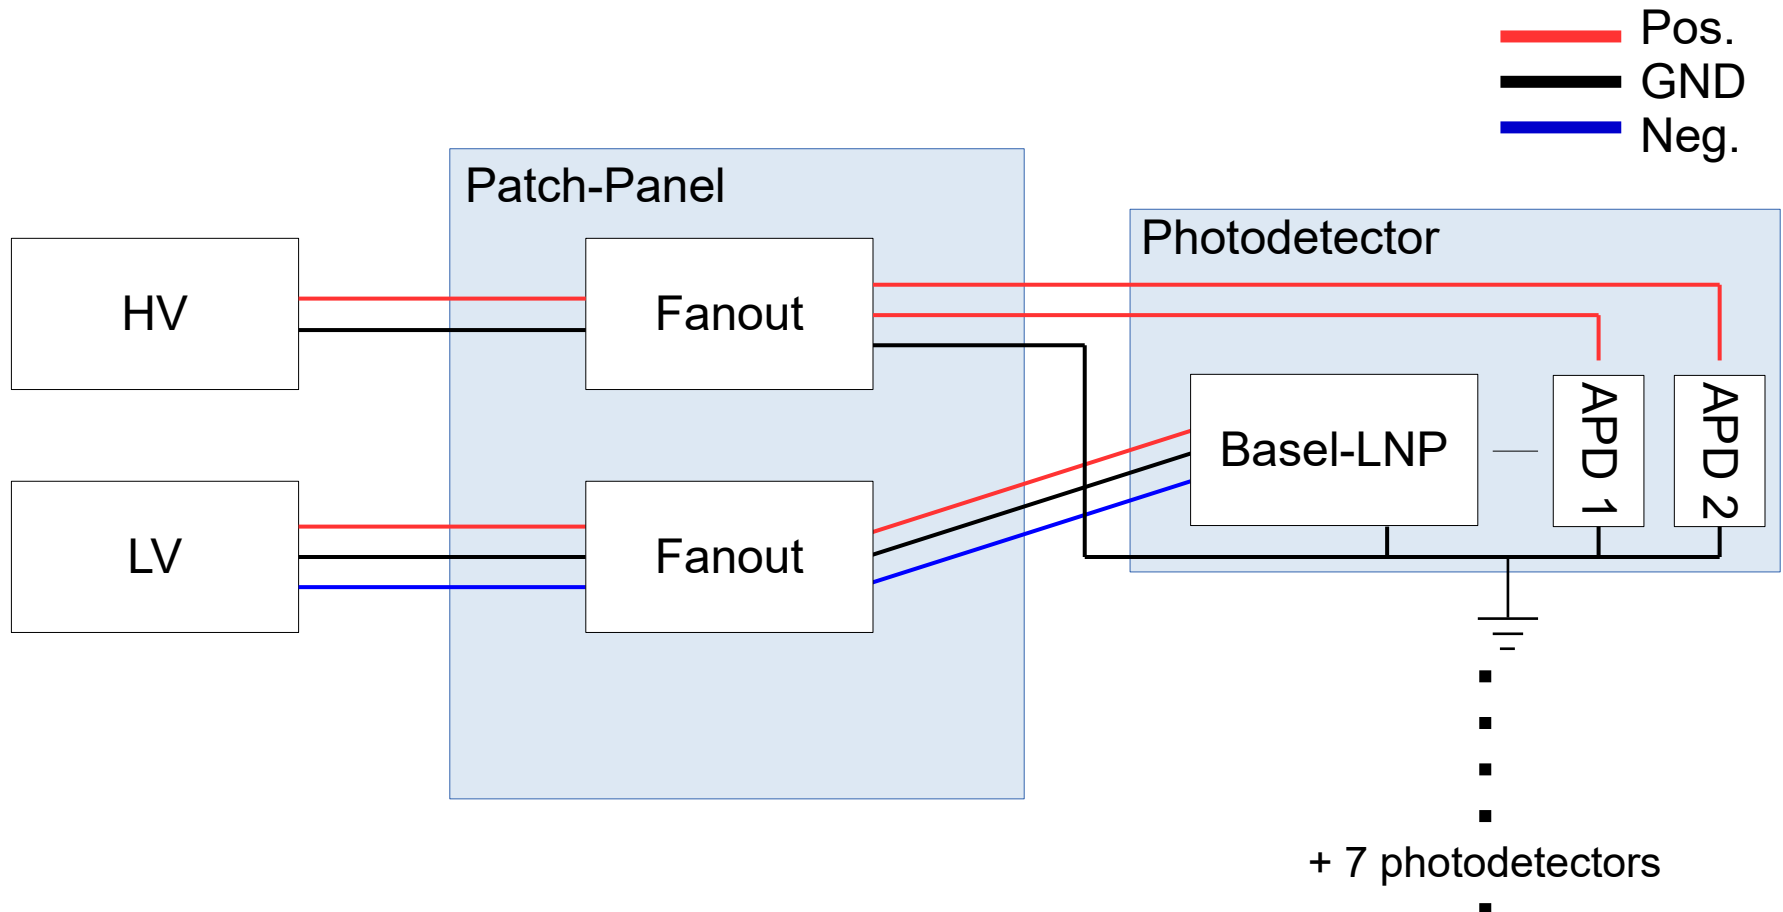 Pos.
GND
Neg.
Patch-Panel
Photodetector
HV
Fanout
APD 1
APD 2
Basel-LNP
LV
Fanout
+ 7 photodetectors